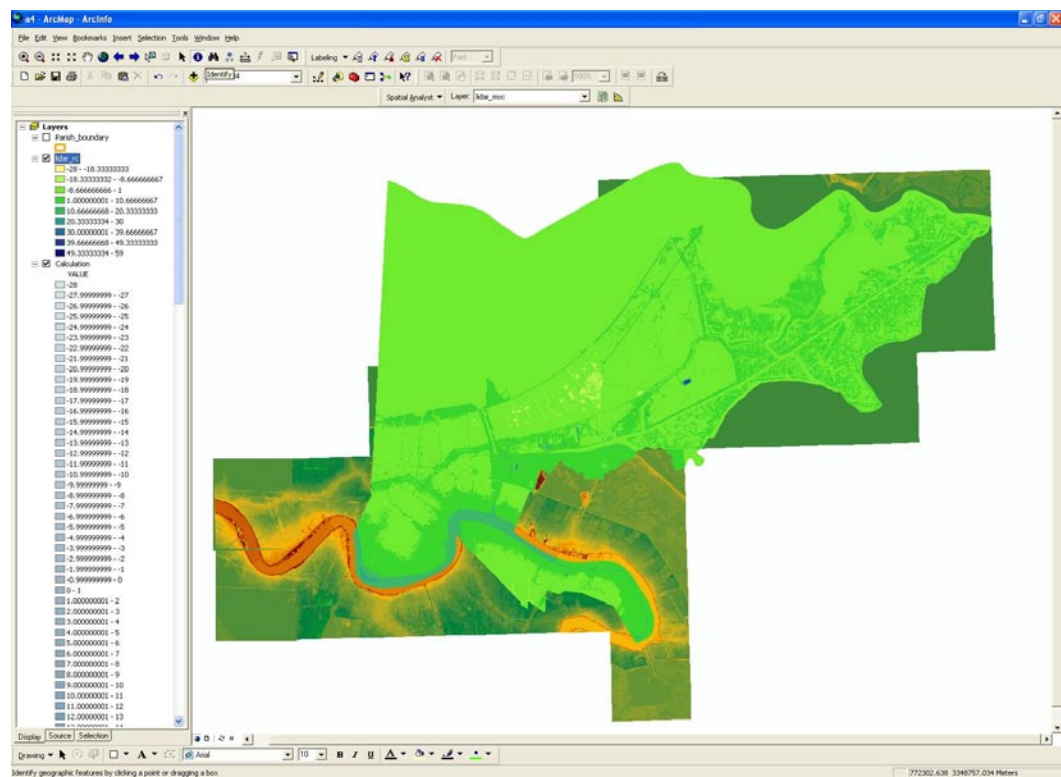 a4 - ArcMap - ArcInfo
File Edit View Bookmarks Insert Selection Tools Window Help
Labeling Fast
Identify 100%
Spatial Analyst Layer: lidar_msc
Layers
Parish_boundary
lidar_rc
-28 - -18.33333333
-18.33333332 - -8.666666667
-8.666666666 - 1
1.00000001 - 10.66666667
10.66666668 - 20.33333333
20.33333334 - 30
30.00000001 - 39.66666667
39.66666668 - 49.33333333
49.33333334 - 59
Calculation
VALUE
-28
-27.99999999 - -27
-26.99999999 - -26
-25.99999999 - -25
-24.99999999 - -24
-23.99999999 - -23
-22.99999999 - -22
-21.99999999 - -21
-20.99999999 - -20
-19.99999999 - -19
-18.99999999 - -18
-17.99999999 - -17
-16.99999999 - -16
-15.99999999 - -15
-14.99999999 - -14
-13.99999999 - -13
-12.99999999 - -12
-11.99999999 - -11
-10.99999999 - -10
-9.99999999 - -9
-8.99999999 - -8
-7.99999999 - -7
-6.99999999 - -6
-5.99999999 - -5
-4.99999999 - -4
-3.99999999 - -3
-2.99999999 - -2
-1.99999999 - -1
-0.999999999 - 0
0 - 1
1.000000001 - 2
2.000000001 - 3
3.000000001 - 4
4.000000001 - 5
5.000000001 - 6
6.000000001 - 7
7.000000001 - 8
8.000000001 - 9
9.000000001 - 10
10.00000001 - 11
11.00000001 - 12
12.00000001 - 13
Display Source Selection
Drawing Arial 10 B I U A
Identify geographic features by clicking a point or dragging a box 772302.638 3348757.034 Meters